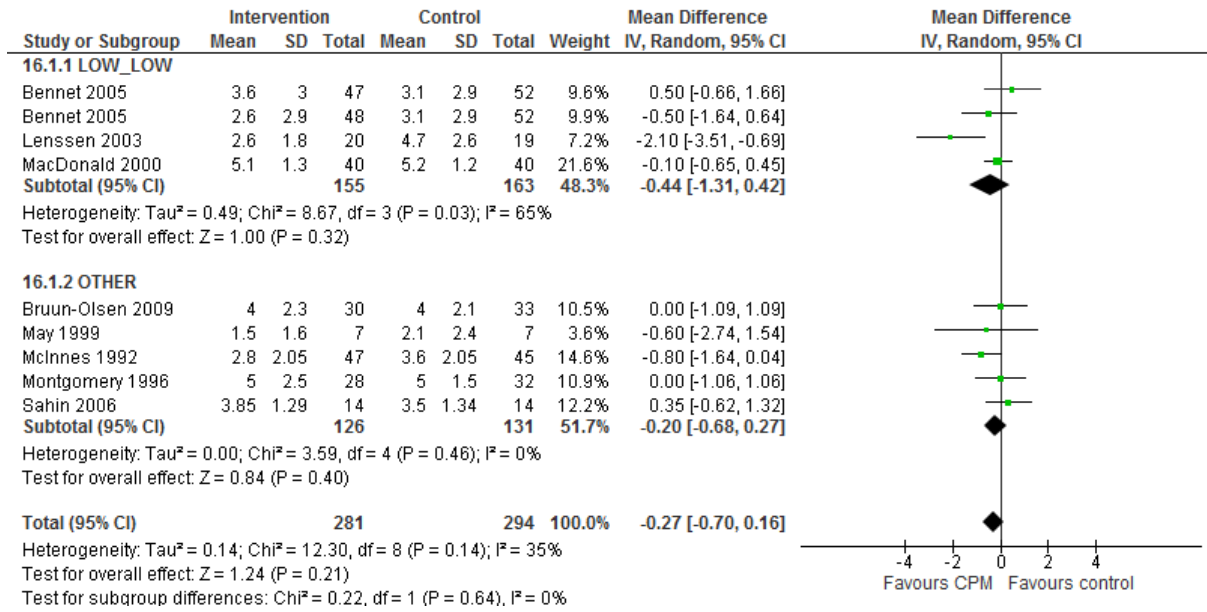 Intervention Control Mean Difference Mean Difference
Study or Subgroup Mean SD Total Mean SD Total Weight IV, Random, 95% CI IV, Random, 95% CI
16.1.1 LOW_LOW
Bennet 2005 3.6 3 47 3.1 2.9 52 9.6% 0.50 [-0.66, 1.66]
Bennet 2005 2.6 2.9 48 3.1 2.9 52 9.9% -0.50 [-1.64, 0.64]
Lenssen 2003 2.6 1.8 20 4.7 2.6 19 7.2% -2.10 [-3.51, -0.69]
MacDonald 2000 5.1 1.3 40 5.2 1.2 40 21.6% -0.10 [-0.65, 0.45]
Subtotal (95% CI) 155 163 48.3% -0.44 [-1.31, 0.42]
Heterogeneity: Tau² = 0.49; Chi² = 8.67, df = 3 (P = 0.03); I² = 65%
Test for overall effect: Z = 1.00 (P = 0.32)
16.1.2 OTHER
Bruun-Olsen 2009 4 2.3 30 4 2.1 33 10.5% 0.00 [-1.09, 1.09]
May 1999 1.5 1.6 7 2.1 2.4 7 3.6% -0.60 [-2.74, 1.54]
McInnes 1992 2.8 2.05 47 3.6 2.05 45 14.6% -0.80 [-1.64, 0.04]
Montgomery 1996 5 2.5 28 5 1.5 32 10.9% 0.00 [-1.06, 1.06]
Sahin 2006 3.85 1.29 14 3.5 1.34 14 12.2% 0.35 [-0.62, 1.32]
Subtotal (95% CI) 126 131 51.7% -0.20 [-0.68, 0.27]
Heterogeneity: Tau² = 0.00; Chi² = 3.59, df = 4 (P = 0.46); I² = 0%
Test for overall effect: Z = 0.84 (P = 0.40)
Total (95% CI) 281 294 100.0% -0.27 [-0.70, 0.16]
Heterogeneity: Tau² = 0.14; Chi² = 12.30, df = 8 (P = 0.14); I² = 35%
Test for overall effect: Z = 1.24 (P = 0.21)
Test for subgroup differences: Chi² = 0.22, df = 1 (P = 0.64), I² = 0%
-4 -2 0 2 4
Favours CPM Favours control